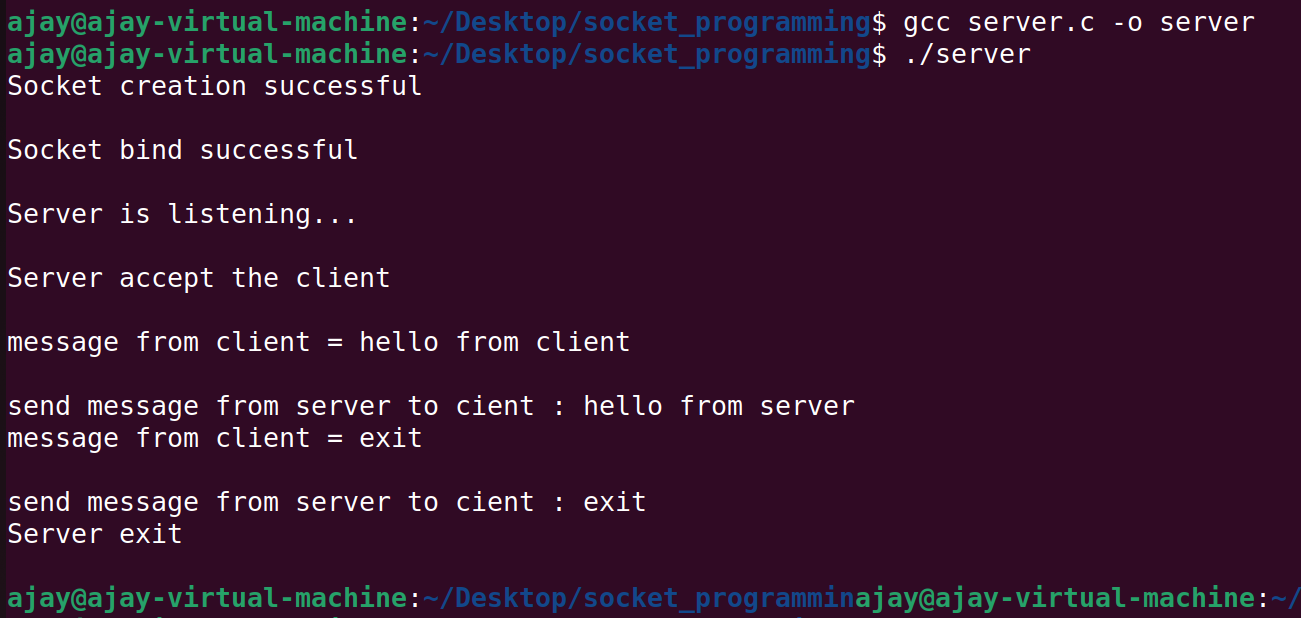 ajay@ajay-virtual-machine:~/Desktop/socket_programming$ gcc server.c -o server
ajay@ajay-virtual-machine:~/Desktop/socket_programming$ ./server
Socket creation successful
Socket bind successful
Server is listening...
Server accept the client
message from client = hello from client
send message from server to cient : hello from server
message from client = exit
send message from server to cient : exit
Server exit
ajay@ajay-virtual-machine:~/Desktop/socket_programminajay@ajay-virtual-machine:~/